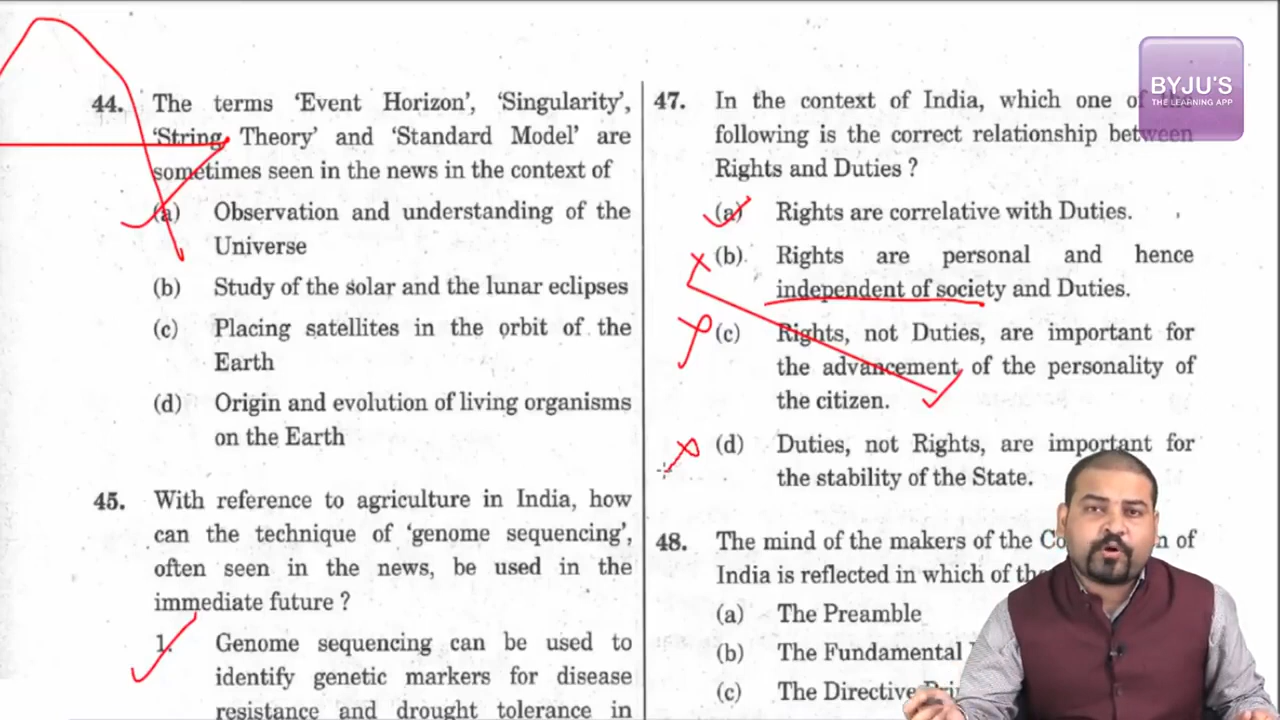 44. The terms 'Event Horizon', 'Singularity',
'String Theory' and 'Standard Model' are
sometimes seen in the news in the context of
(a) Observation and understanding of the
Universe
(b) Study of the solar and the lunar eclipses
(c) Placing satellites in the orbit of the
Earth
(d) Origin and evolution of living organisms
on the Earth
45. With reference to agriculture in India, how
can the technique of 'genome sequencing',
often seen in the news, be used in the
immediate future ?
1. Genome sequencing can be used to
identify genetic markers for disease
resistance and drought tolerance in
47. In the context of India, which one of
following is the correct relationship between
Rights and Duties ?
(a) Rights are correlative with Duties.
(b) Rights are personal and hence
independent of society and Duties.
(c) Rights, not Duties, are important for
the advancement of the personality of
the citizen.
(d) Duties, not Rights, are important for
the stability of the State.
48. The mind of the makers of the of
India is reflected in which of
(a) The Preamble
(b) The Fundamental
(c) The Directive
BYJU'S
THE LEARNING APP